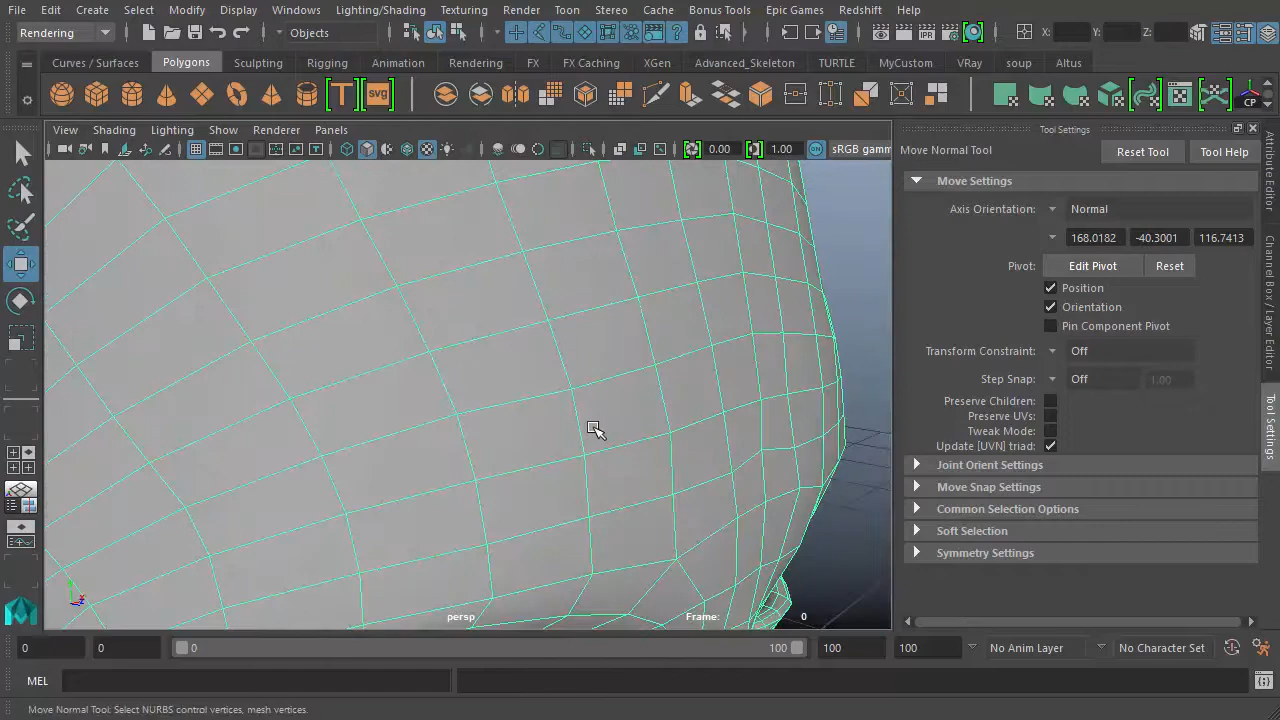 File Edit Create Select Modify Display Windows Lighting/Shading Texturing Render Toon Stereo Cache Bonus Tools Epic Games Redshift Help
Rendering Objects X: Y: Z:
Curves / Surfaces Polygons Sculpting Rigging Animation Rendering FX FX Caching XGen Advanced_Skeleton TURTLE MyCustom VRay soup Altus
T svg CP
View Shading Lighting Show Renderer Panels
0.00 1.00 ON sRGB gamm
Tool Settings
Move Normal Tool Reset Tool Tool Help
Move Settings
Axis Orientation: Normal
168.0182 -40.3001 116.7413
Pivot: Edit Pivot Reset
Position
Orientation
Pin Component Pivot
Transform Constraint: Off
Step Snap: Off 1.00
Preserve Children:
Preserve UVs:
Tweak Mode:
Update [UVN] triad:
Joint Orient Settings
Move Snap Settings
Common Selection Options
Soft Selection
Symmetry Settings
Attribute Editor
Channel Box / Layer Editor
Tool Settings
persp Frame: 0
0 0 0 100 100 100 No Anim Layer No Character Set
MEL
Move Normal Tool: Select NURBS control vertices, mesh vertices.